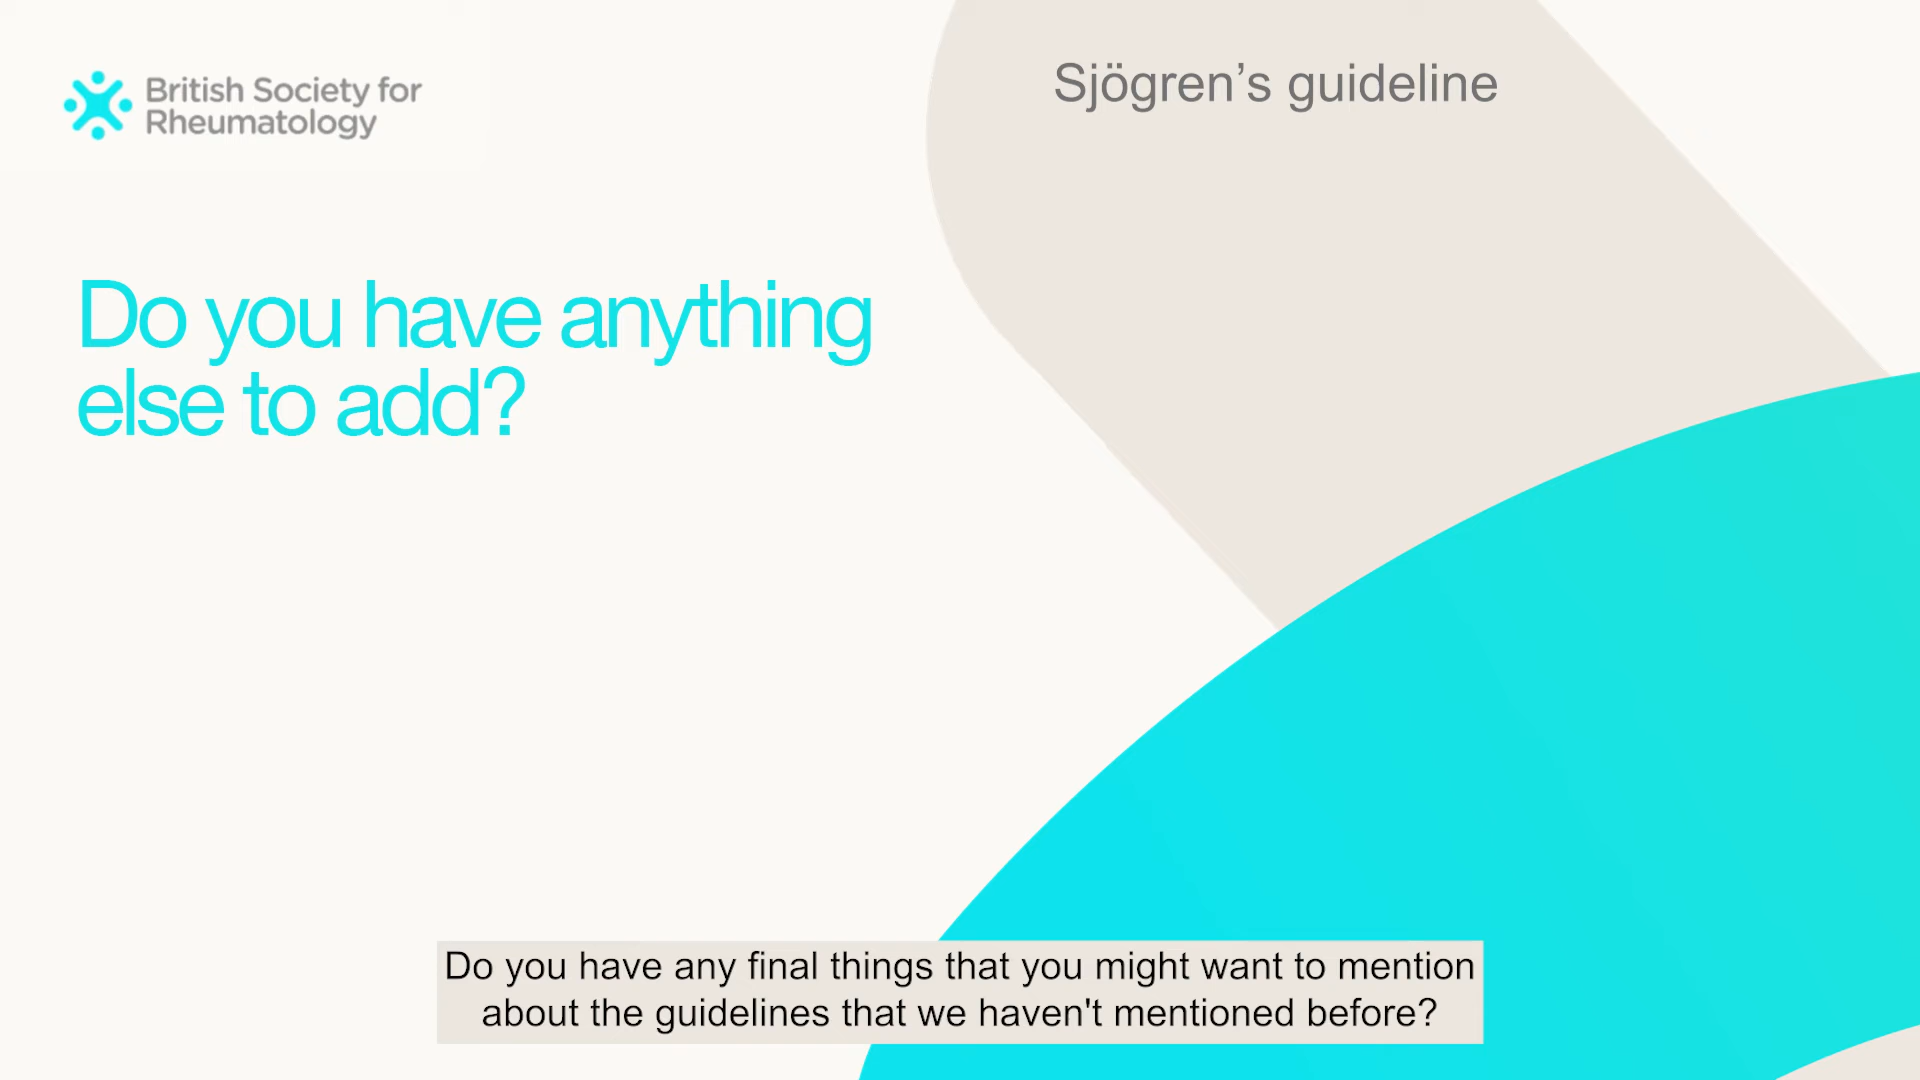 British Society for
Rheumatology
Sjögren’s guideline
Do you have anything
else to add?
Do you have any final things that you might want to mention
about the guidelines that we haven't mentioned before?